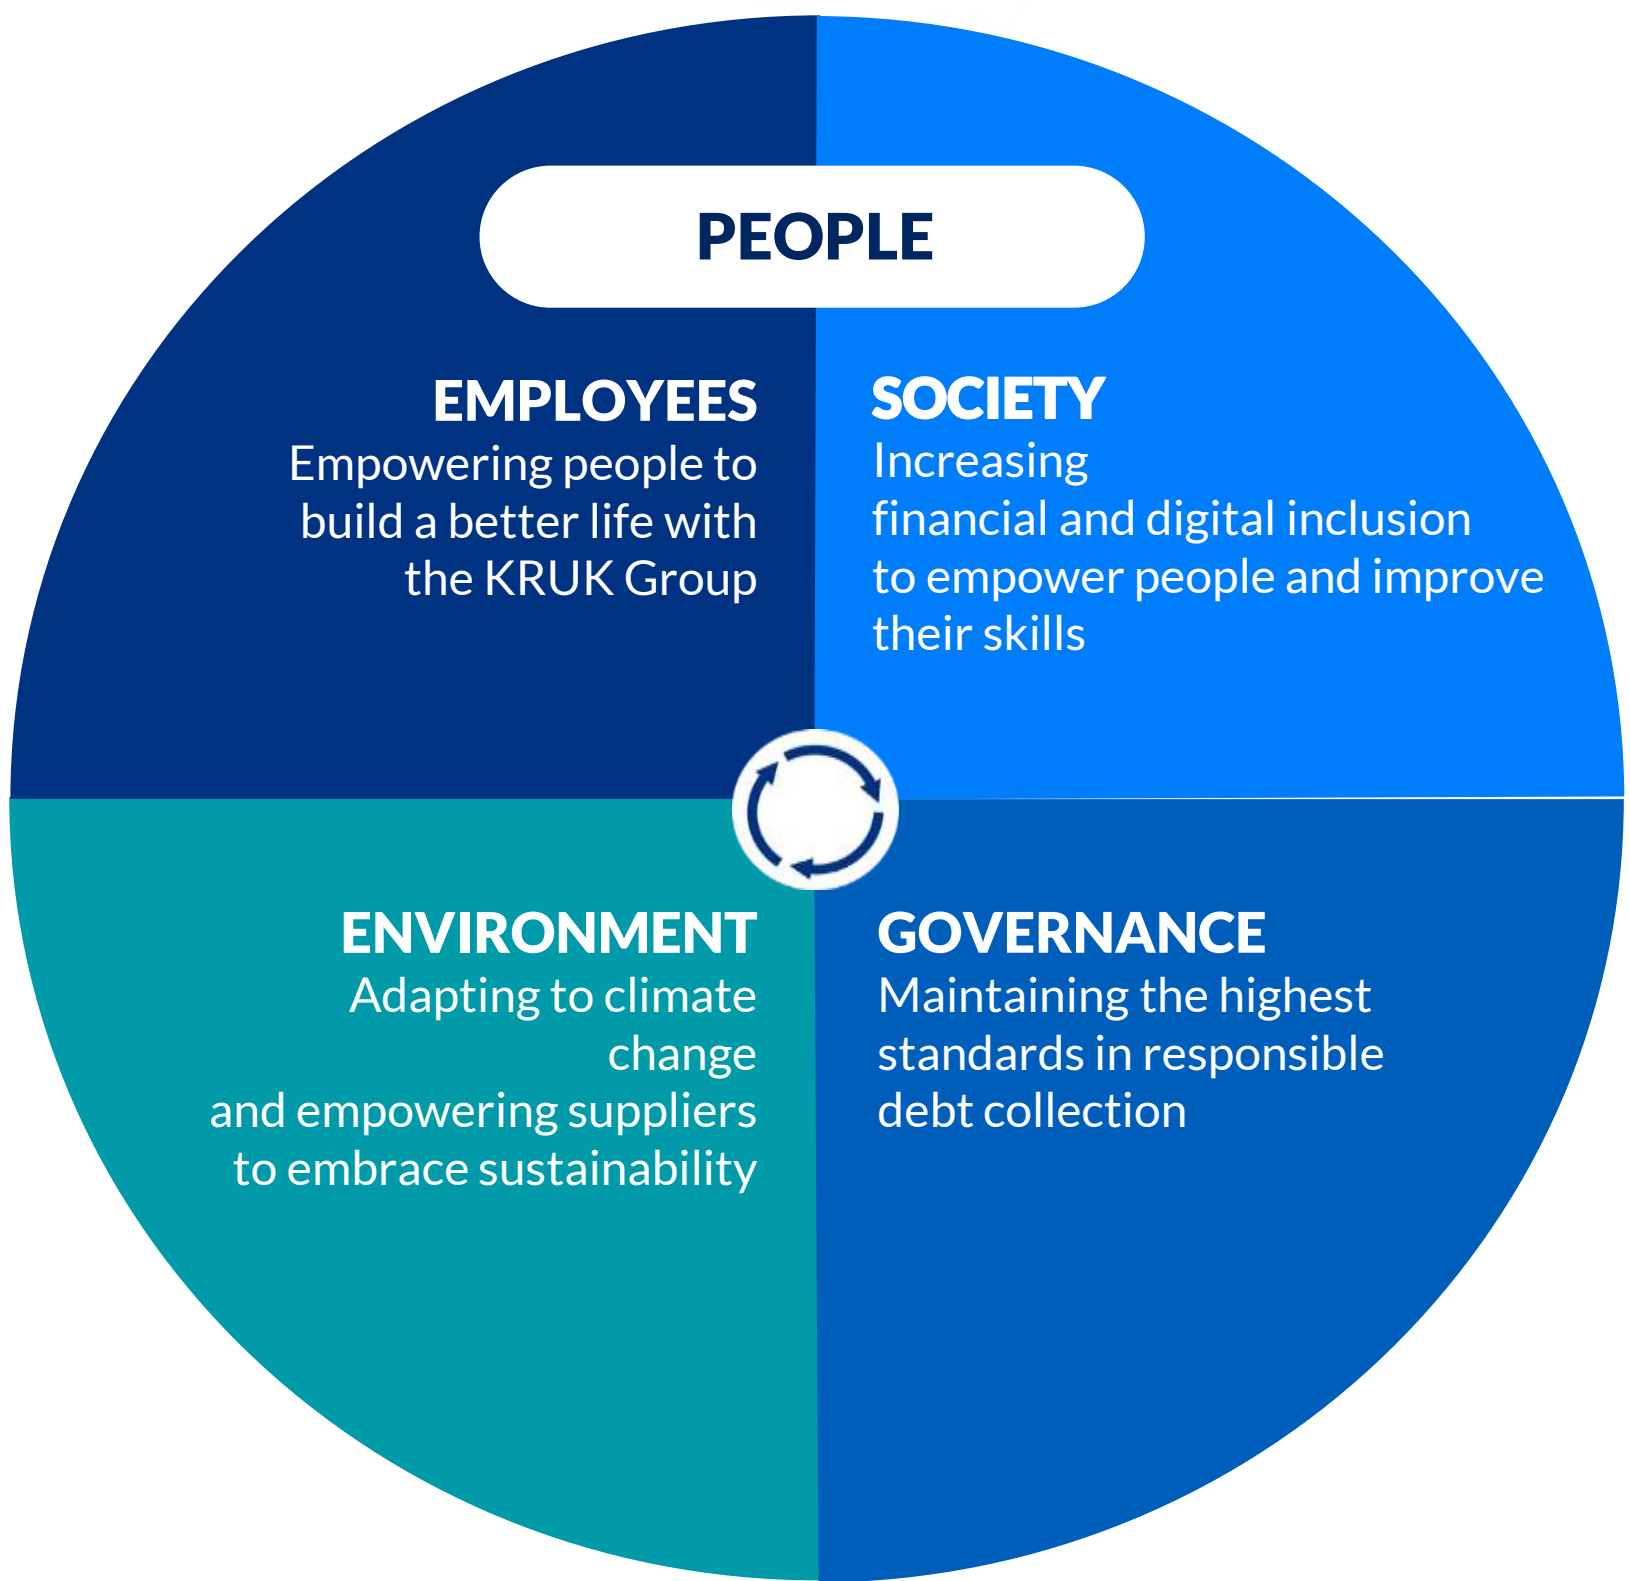 PEOPLE
EMPLOYEES
Empowering people to
build a better life with
the KRUK Group
SOCIETY
Increasing
financial and digital inclusion
to empower people and improve
their skills
ENVIRONMENT
Adapting to climate
change
and empowering suppliers
to embrace sustainability
GOVERNANCE
Maintaining the highest
standards in responsible
debt collection